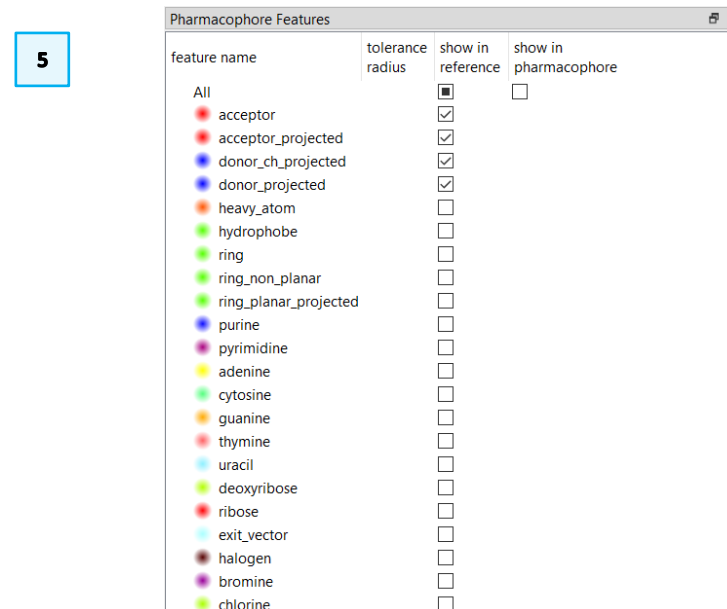 Pharmacophore Features
5
feature name
tolerance radius
show in reference
show in pharmacophore
All
acceptor
acceptor_projected
donor_ch_projected
donor_projected
heavy_atom
hydrophobe
ring
ring_non_planar
ring_planar_projected
purine
pyrimidine
adenine
cytosine
guanine
thymine
uracil
deoxyribose
ribose
exit_vector
halogen
bromine
chlorine